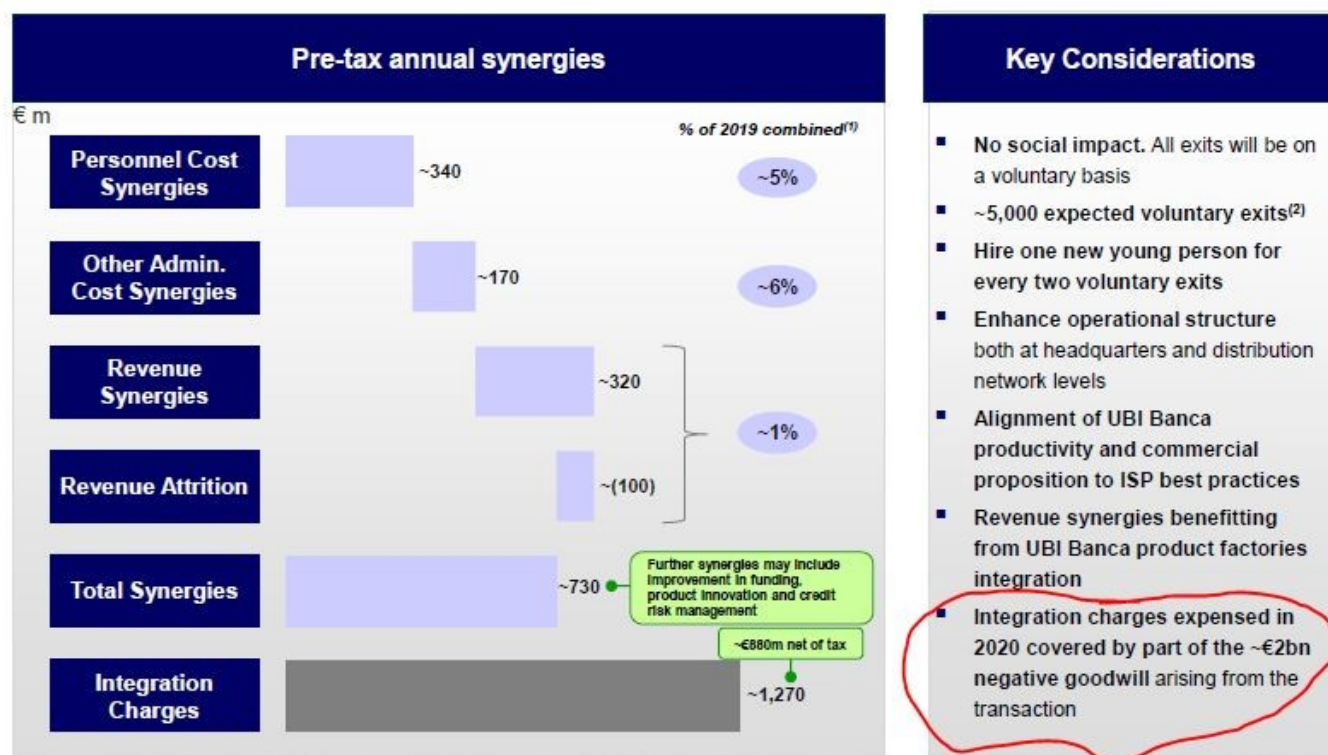 Pre-tax annual synergies
€ m
% of 2019 combined(1)
Personnel Cost
Synergies
~340
~5%
Other Admin.
Cost Synergies
~170
~6%
Revenue
Synergies
~320
~1%
Revenue Attrition
~(100)
Total Synergies
~730
Further synergies may include
improvement in funding,
product innovation and credit
risk management
~€880m net of tax
Integration
Charges
~1,270
Key Considerations
▪ No social impact. All exits will be on
a voluntary basis
▪ ~5,000 expected voluntary exits(2)
▪ Hire one new young person for
every two voluntary exits
▪ Enhance operational structure
both at headquarters and distribution
network levels
▪ Alignment of UBI Banca
productivity and commercial
proposition to ISP best practices
▪ Revenue synergies benefitting
from UBI Banca product factories
integration
▪ Integration charges expensed in
2020 covered by part of the ~€2bn
negative goodwill arising from the
transaction